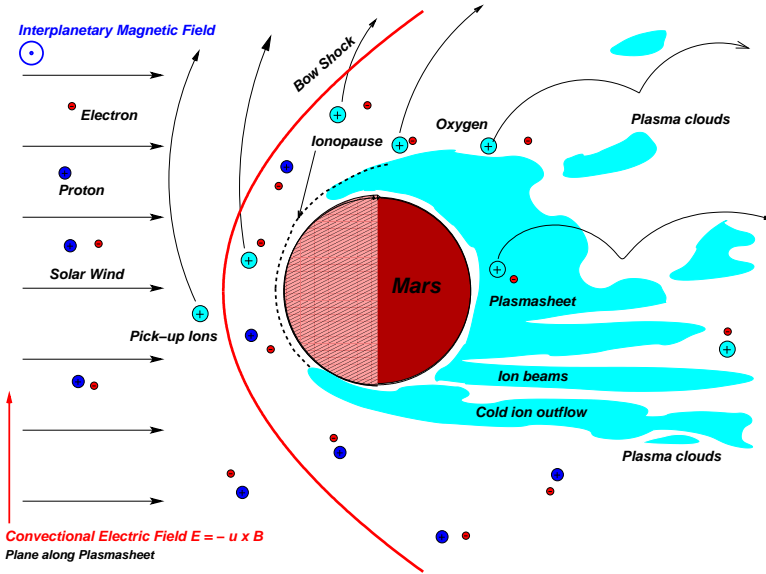 Interplanetary Magnetic Field
Bow Shock
Electron
Ionopause
Oxygen
Plasma clouds
Proton
Solar Wind
Mars
Plasmasheet
Pick−up Ions
Ion beams
Cold ion outflow
Plasma clouds
Convectional Electric Field E = − u x B
Plane along Plasmasheet